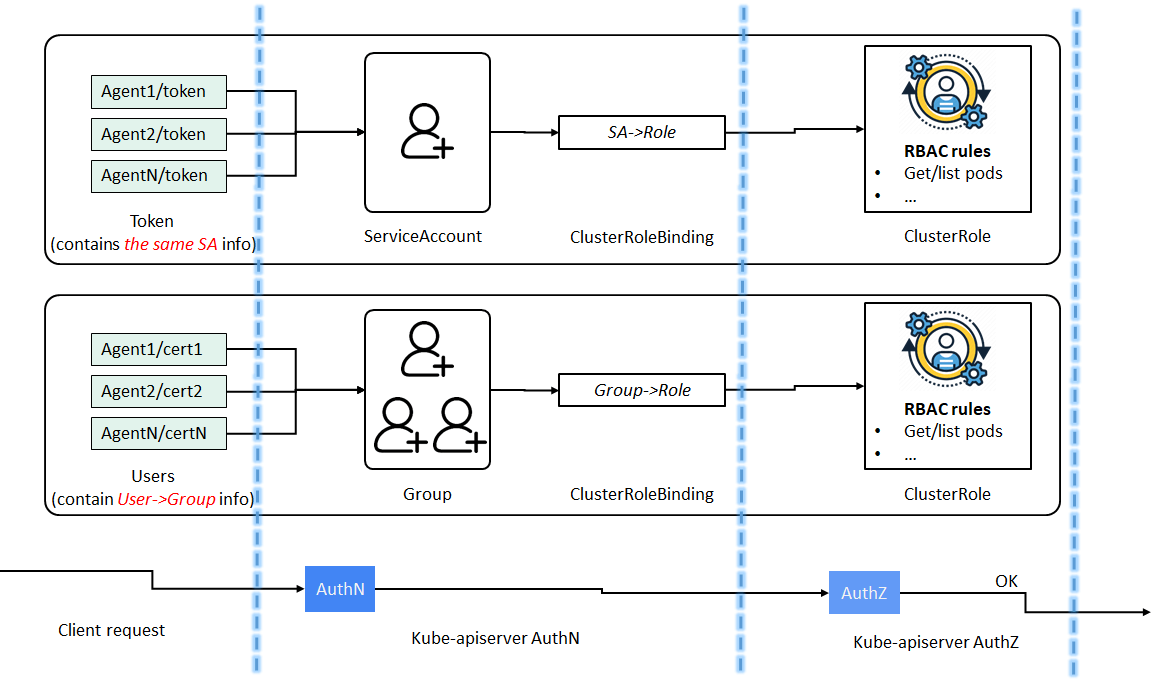 Agent1/token
Agent2/token
AgentN/token
Token
(contains the same SA info)
ServiceAccount
SA->Role
ClusterRoleBinding
RBAC rules
• Get/list pods
• ...
ClusterRole
Agent1/cert1
Agent2/cert2
AgentN/certN
Users
(contain User->Group info)
Group
Group->Role
ClusterRoleBinding
RBAC rules
• Get/list pods
• ...
ClusterRole
Client request
AuthN
Kube-apiserver AuthN
AuthZ
OK
Kube-apiserver AuthZ